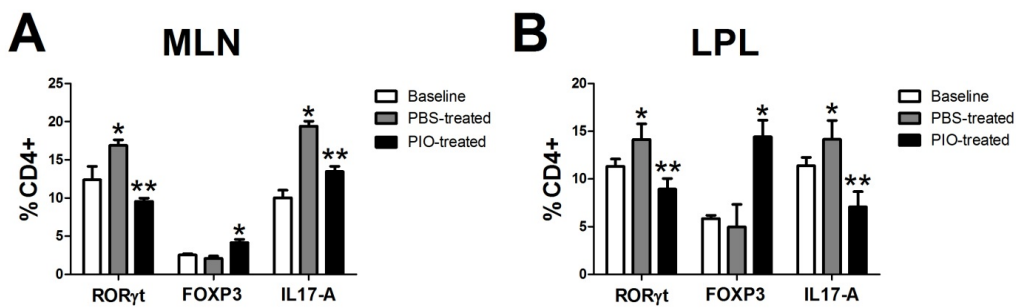 A
MLN
25
20
15
10
5
0
% CD4+
*
**
*
*
**
RORγt
FOXP3
IL17-A
Baseline
PBS-treated
PIO-treated
B
LPL
20
15
10
5
0
% CD4+
*
**
*
*
**
RORγt
FOXP3
IL17-A
Baseline
PBS-treated
PIO-treated